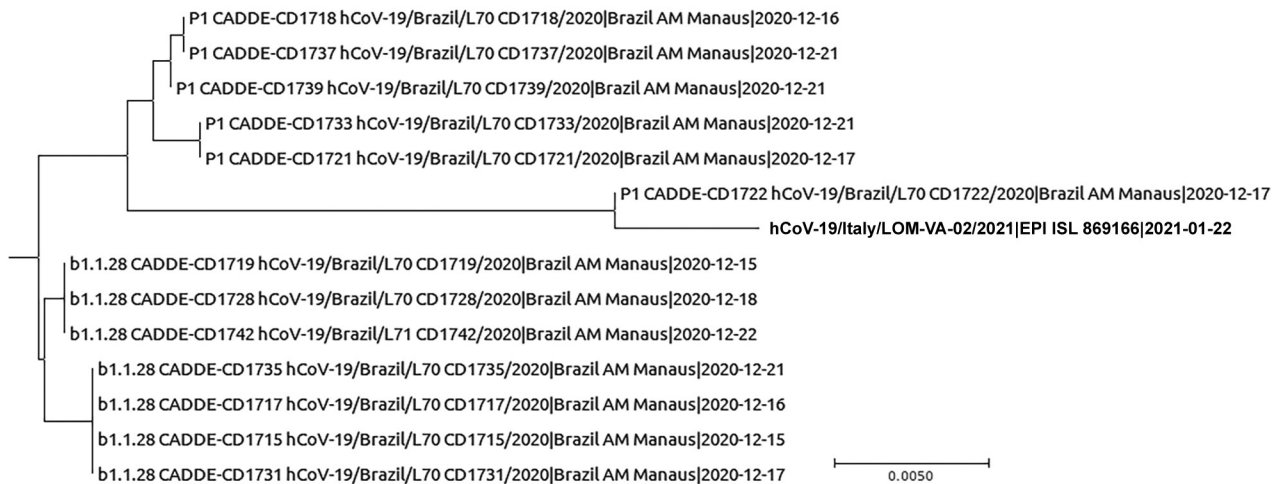 P1 CADDE-CD1718 hCoV-19/Brazil/L70 CD1718/2020|Brazil AM Manaus|2020-12-16
P1 CADDE-CD1737 hCoV-19/Brazil/L70 CD1737/2020|Brazil AM Manaus|2020-12-21
P1 CADDE-CD1739 hCoV-19/Brazil/L70 CD1739/2020|Brazil AM Manaus|2020-12-21
P1 CADDE-CD1733 hCoV-19/Brazil/L70 CD1733/2020|Brazil AM Manaus|2020-12-21
P1 CADDE-CD1721 hCoV-19/Brazil/L70 CD1721/2020|Brazil AM Manaus|2020-12-17
P1 CADDE-CD1722 hCoV-19/Brazil/L70 CD1722/2020|Brazil AM Manaus|2020-12-17
hCoV-19/Italy/LOM-VA-02/2021|EPI ISL 869166|2021-01-22
b1.1.28 CADDE-CD1719 hCoV-19/Brazil/L70 CD1719/2020|Brazil AM Manaus|2020-12-15
b1.1.28 CADDE-CD1728 hCoV-19/Brazil/L70 CD1728/2020|Brazil AM Manaus|2020-12-18
b1.1.28 CADDE-CD1742 hCoV-19/Brazil/L71 CD1742/2020|Brazil AM Manaus|2020-12-22
b1.1.28 CADDE-CD1735 hCoV-19/Brazil/L70 CD1735/2020|Brazil AM Manaus|2020-12-21
b1.1.28 CADDE-CD1717 hCoV-19/Brazil/L70 CD1717/2020|Brazil AM Manaus|2020-12-16
b1.1.28 CADDE-CD1715 hCoV-19/Brazil/L70 CD1715/2020|Brazil AM Manaus|2020-12-15
b1.1.28 CADDE-CD1731 hCoV-19/Brazil/L70 CD1731/2020|Brazil AM Manaus|2020-12-17
0.0050